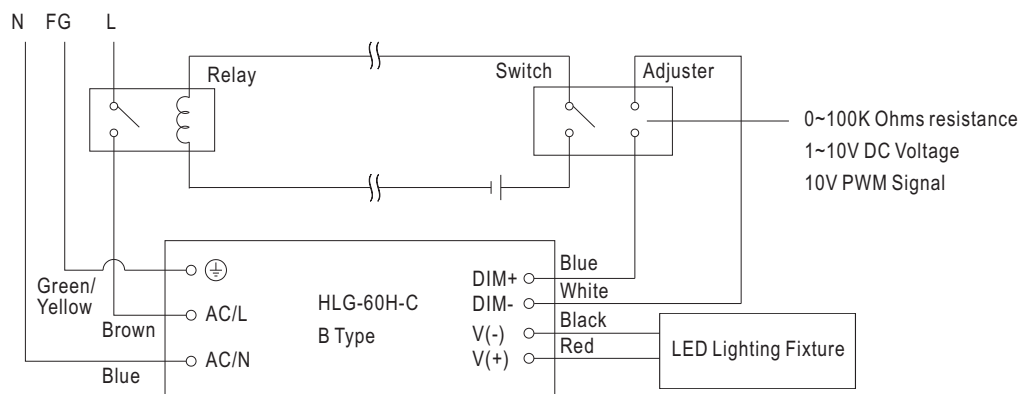 N FG L
Relay
Switch
Adjuster
0~100K Ohms resistance
1~10V DC Voltage
10V PWM Signal
Green/
Yellow
Brown
Blue
AC/L
AC/N
HLG-60H-C
B Type
DIM+
DIM-
V(-)
V(+)
Blue
White
Black
Red
LED Lighting Fixture